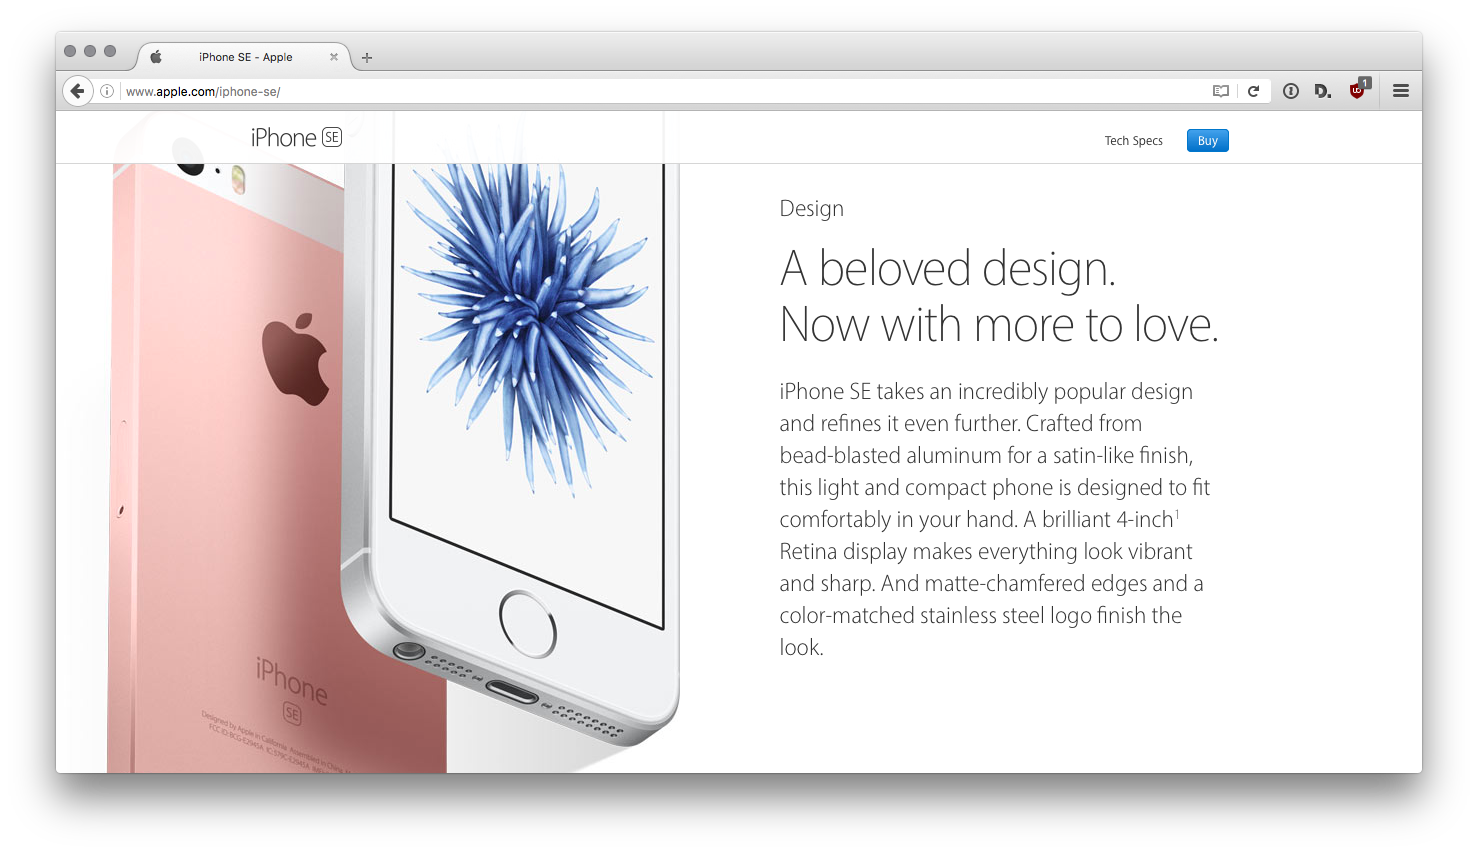 iPhone SE - Apple
www.apple.com/iphone-se/
1
iPhone SE
Tech Specs
Buy
Design
A beloved design.
Now with more to love.
iPhone SE takes an incredibly popular design
and refines it even further. Crafted from
bead-blasted aluminum for a satin-like finish,
this light and compact phone is designed to fit
comfortably in your hand. A brilliant 4-inch1
Retina display makes everything look vibrant
and sharp. And matte-chamfered edges and a
color-matched stainless steel logo finish the
look.
iPhone
SE
Designed by Apple in California. Assembled in China.
FCC ID: BCG-E2945A IC: 579C-E2945A